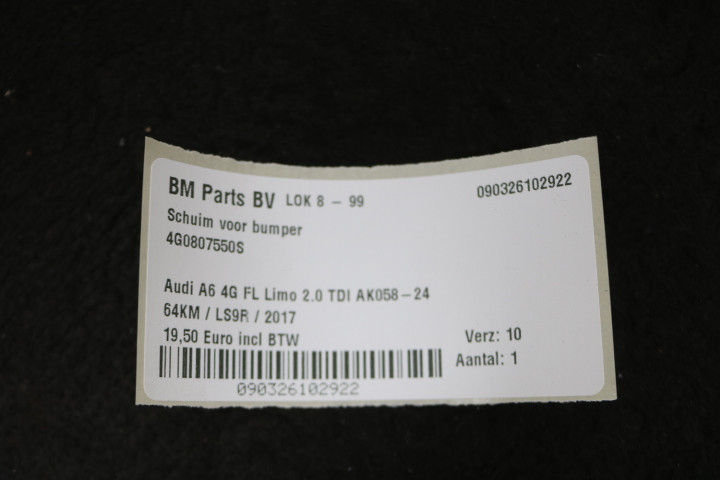 BM Parts BV LOK 8 - 99 090326102922
Schuim voor bumper
4G0807550S
Audi A6 4G FL Limo 2.0 TDI AK058-24
64KM / LS9R / 2017
19,50 Euro incl BTW Verz: 10
Aantal: 1
090326102922